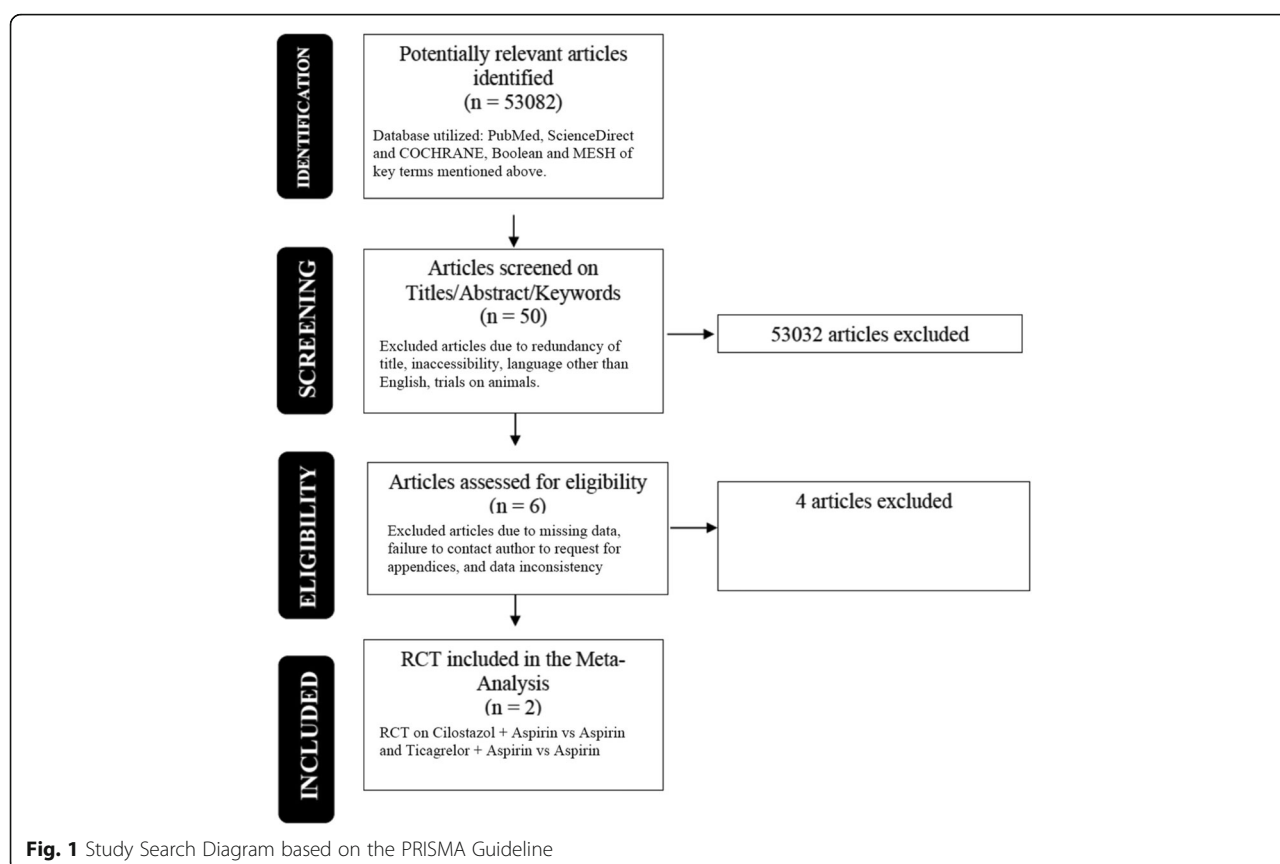 IDENTIFICATION
Potentially relevant articles
identified
(n = 53082)
Database utilized: PubMed, ScienceDirect
and COCHRANE, Boolean and MESH of
key terms mentioned above.
SCREENING
Articles screened on
Titles/Abstract/Keywords
(n = 50)
Excluded articles due to redundancy of
title, inaccessibility, language other than
English, trials on animals.
53032 articles excluded
ELIGIBILITY
Articles assessed for eligibility
(n = 6)
Excluded articles due to missing data,
failure to contact author to request for
appendices, and data inconsistency
4 articles excluded
INCLUDED
RCT included in the Meta-
Analysis
(n = 2)
RCT on Cilostazol + Aspirin vs Aspirin
and Ticagrelor + Aspirin vs Aspirin
Fig. 1 Study Search Diagram based on the PRISMA Guideline